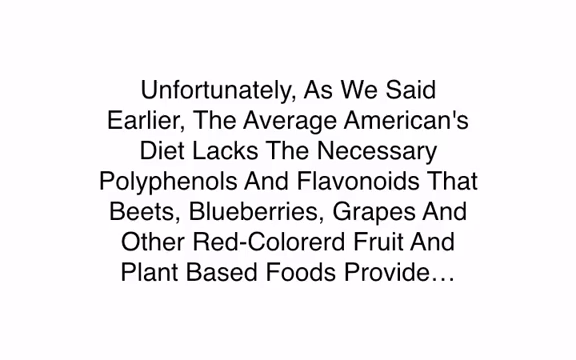 Unfortunately, As We Said
Earlier, The Average American's
Diet Lacks The Necessary
Polyphenols And Flavonoids That
Beets, Blueberries, Grapes And
Other Red-Colorerd Fruit And
Plant Based Foods Provide…